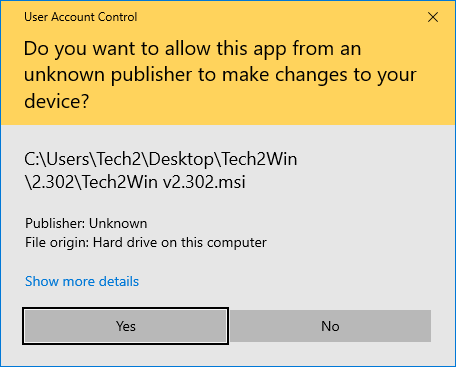 User Account Control
Do you want to allow this app from an
unknown publisher to make changes to your
device?
C:\Users\Tech2\Desktop\Tech2Win
\2.302\Tech2Win v2.302.msi
Publisher: Unknown
File origin: Hard drive on this computer
Show more details
Yes
No